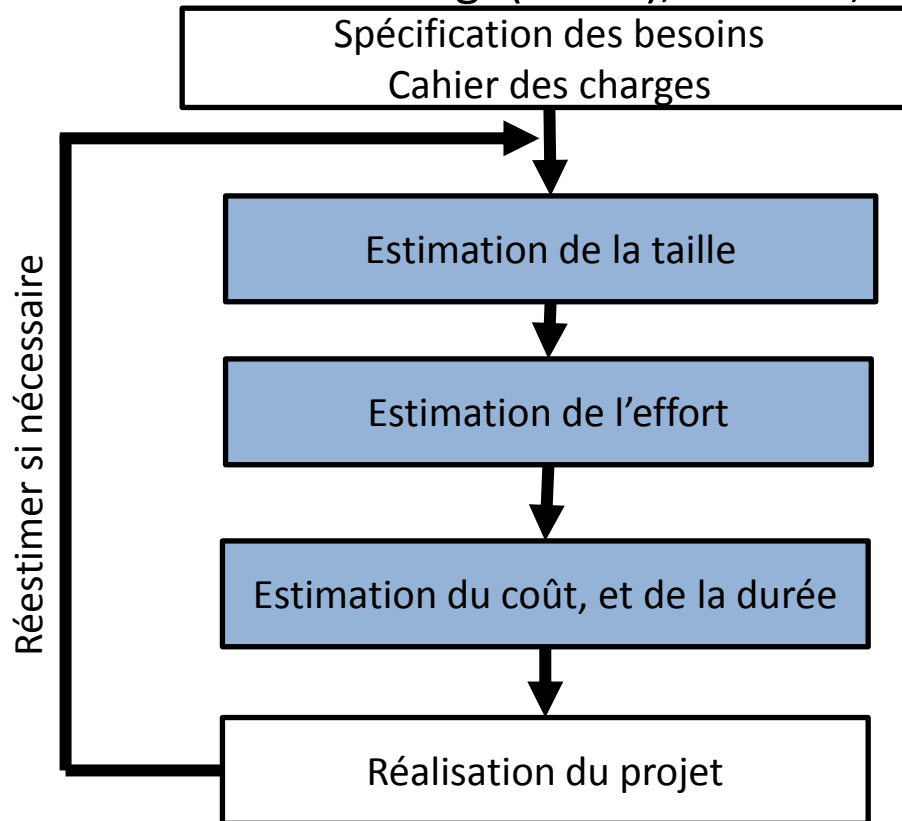 Spécification des besoins
Cahier des charges
Estimation de la taille
Estimation de l’effort
Estimation du coût, et de la durée
Réalisation du projet
Réestimer si nécessaire